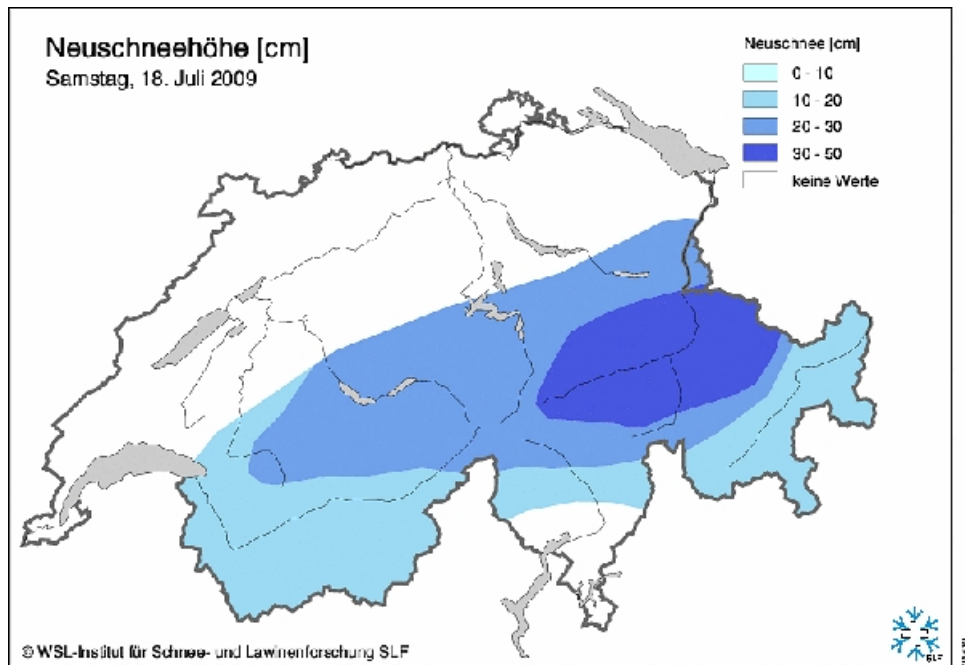 Neuschneehöhe [cm]
Samstag, 18. Juli 2009
Neuschnee [cm]
0 - 10
10 - 20
20 - 30
30 - 50
keine Werte
© WSL-Institut für Schnee- und Lawinenforschung SLF
SLF